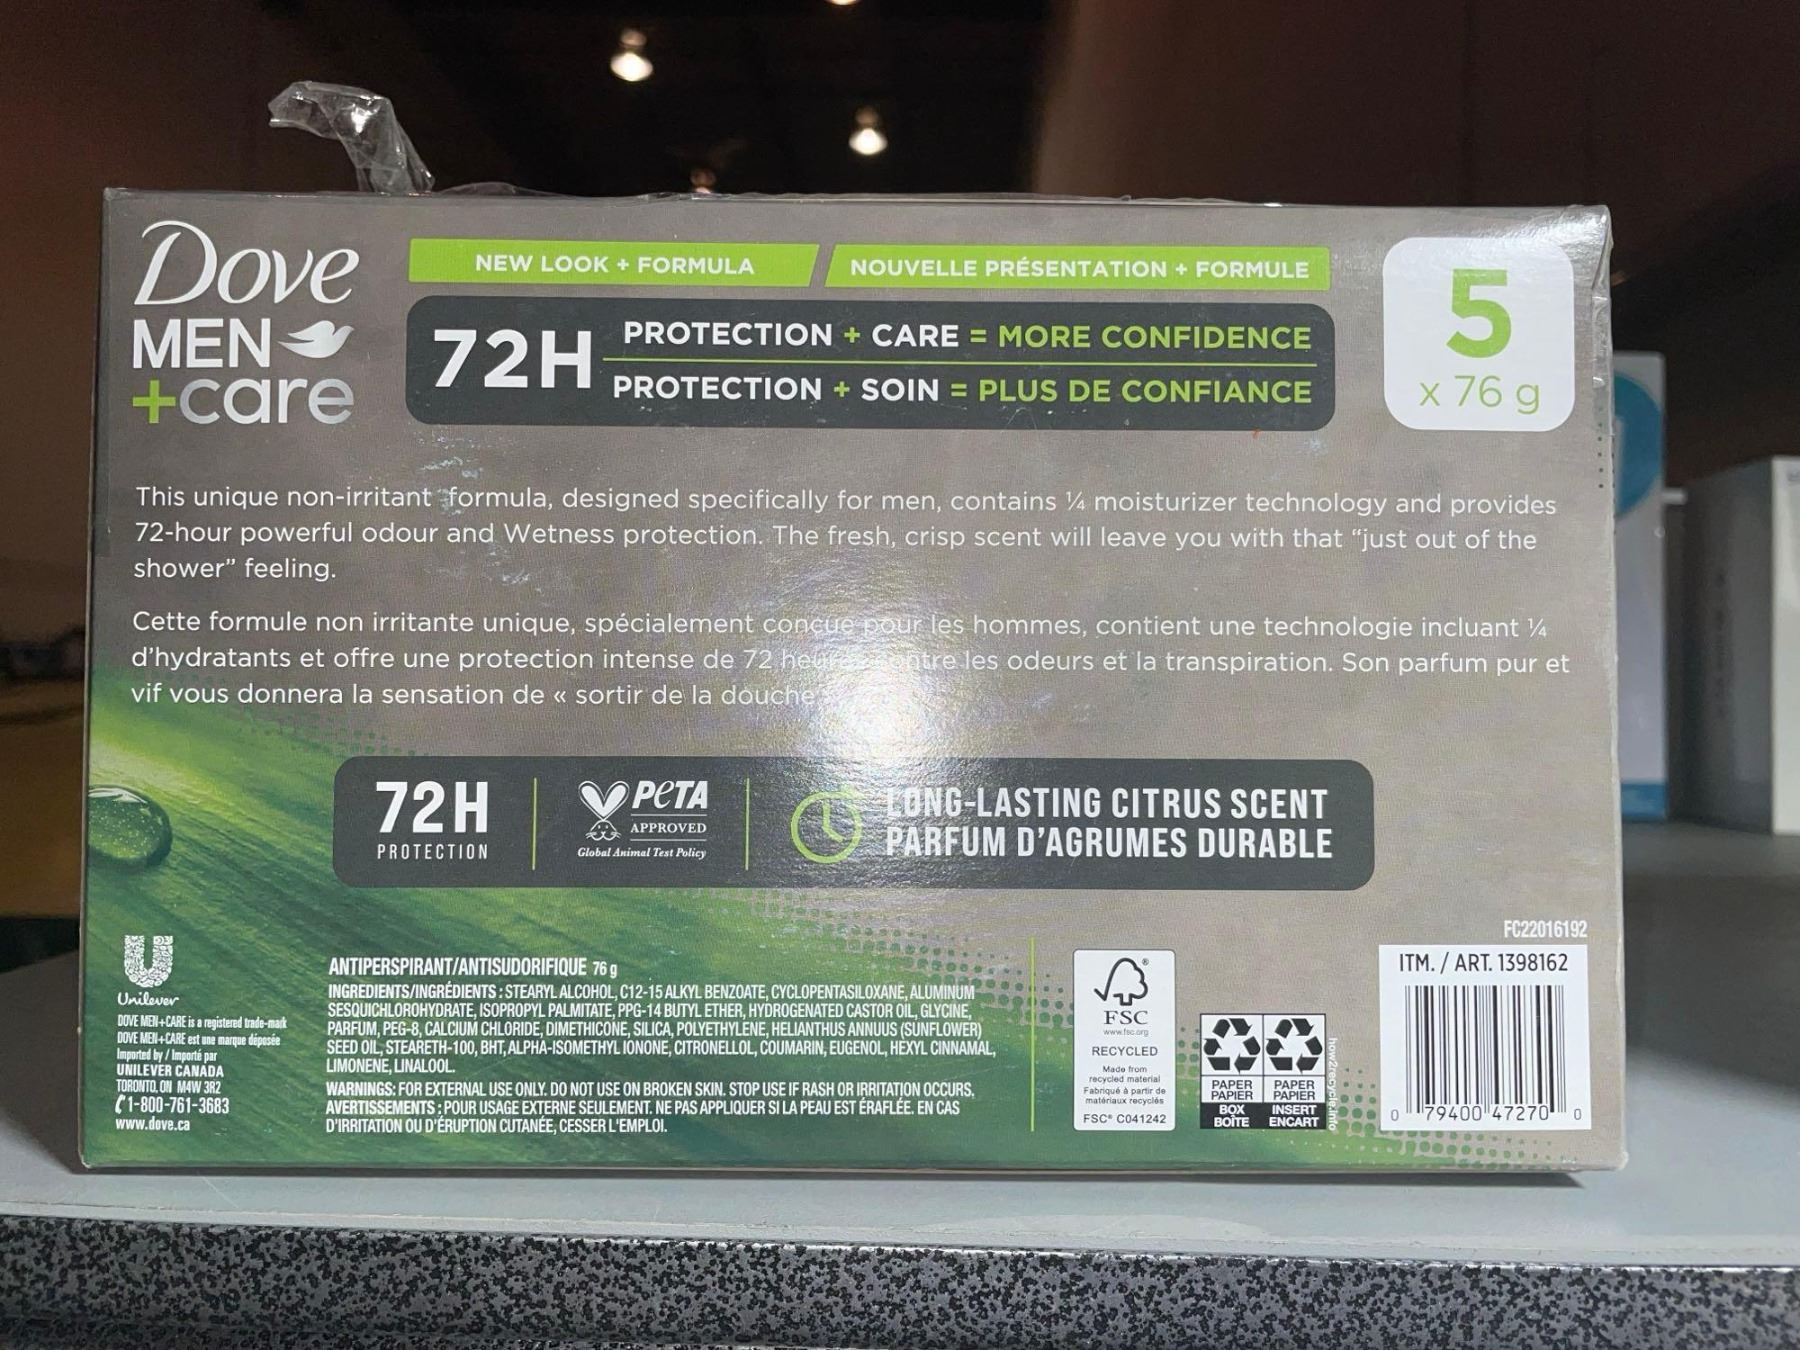 Dove
MEN
+care
NEW LOOK + FORMULA
NOUVELLE PRÉSENTATION + FORMULE
72H
PROTECTION + CARE = MORE CONFIDENCE
PROTECTION + SOIN = PLUS DE CONFIANCE
5
x 76 g
This unique non-irritant formula, designed specifically for men, contains ¼ moisturizer technology and provides
72-hour powerful odour and Wetness protection. The fresh, crisp scent will leave you with that “just out of the
shower” feeling.
Cette formule non irritante unique, spécialement conçue pour les hommes, contient une technologie incluant ¼
d'hydratants et offre une protection intense de 72 heures contre les odeurs et la transpiration. Son parfum pur et
vif vous donnera la sensation de « sortir de la douche
72H
PROTECTION
PETA
APPROVED
Global Animal Test Policy
LONG-LASTING CITRUS SCENT
PARFUM D'AGRUMES DURABLE
Unilever
DOVE MEN+CARE is a registered trade-mark
DOVE MEN+CARE est une marque déposée
Imported by / Importé par
UNILEVER CANADA
TORONTO, ON M4W 3R2
1-800-761-3683
www.dove.ca
ANTIPERSPIRANT/ANTISUDORIFIQUE 76 g
INGREDIENTS/INGRÉDIENTS : STEARYL ALCOHOL, C12-15 ALKYL BENZOATE, CYCLOPENTASILOXANE, ALUMINUM
SESQUICHLOROHYDRATE, ISOPROPYL PALMITATE, PPG-14 BUTYL ETHER, HYDROGENATED CASTOR OIL, GLYCINE,
PARFUM, PEG-8, CALCIUM CHLORIDE, DIMETHICONE, SILICA, POLYETHYLENE, HELIANTHUS ANNUUS (SUNFLOWER)
SEED OIL, STEARETH-100, BHT, ALPHA-ISOMETHYL IONONE, CITRONELLOL, COUMARIN, EUGENOL, HEXYL CINNAMAL,
LIMONENE, LINALOOL.
WARNINGS: FOR EXTERNAL USE ONLY. DO NOT USE ON BROKEN SKIN. STOP USE IF RASH OR IRRITATION OCCURS.
AVERTISSEMENTS : POUR USAGE EXTERNE SEULEMENT. NE PAS APPLIQUER SI LA PEAU EST ÉRAFLÉE. EN CAS
D'IRRITATION OU D'ÉRUPTION CUTANÉE, CESSER L'EMPLOI.
FSC
www.fsc.org
RECYCLED
Made from
recycled material
Fabriqué à partir de
matériaux recyclés
FSC® C041242
PAPER
PAPIER
BOX
BOÎTE
PAPER
PAPIER
INSERT
ENCART
how2recycle.info
FC22016192
ITM. / ART. 1398162
0 79400 47270 0